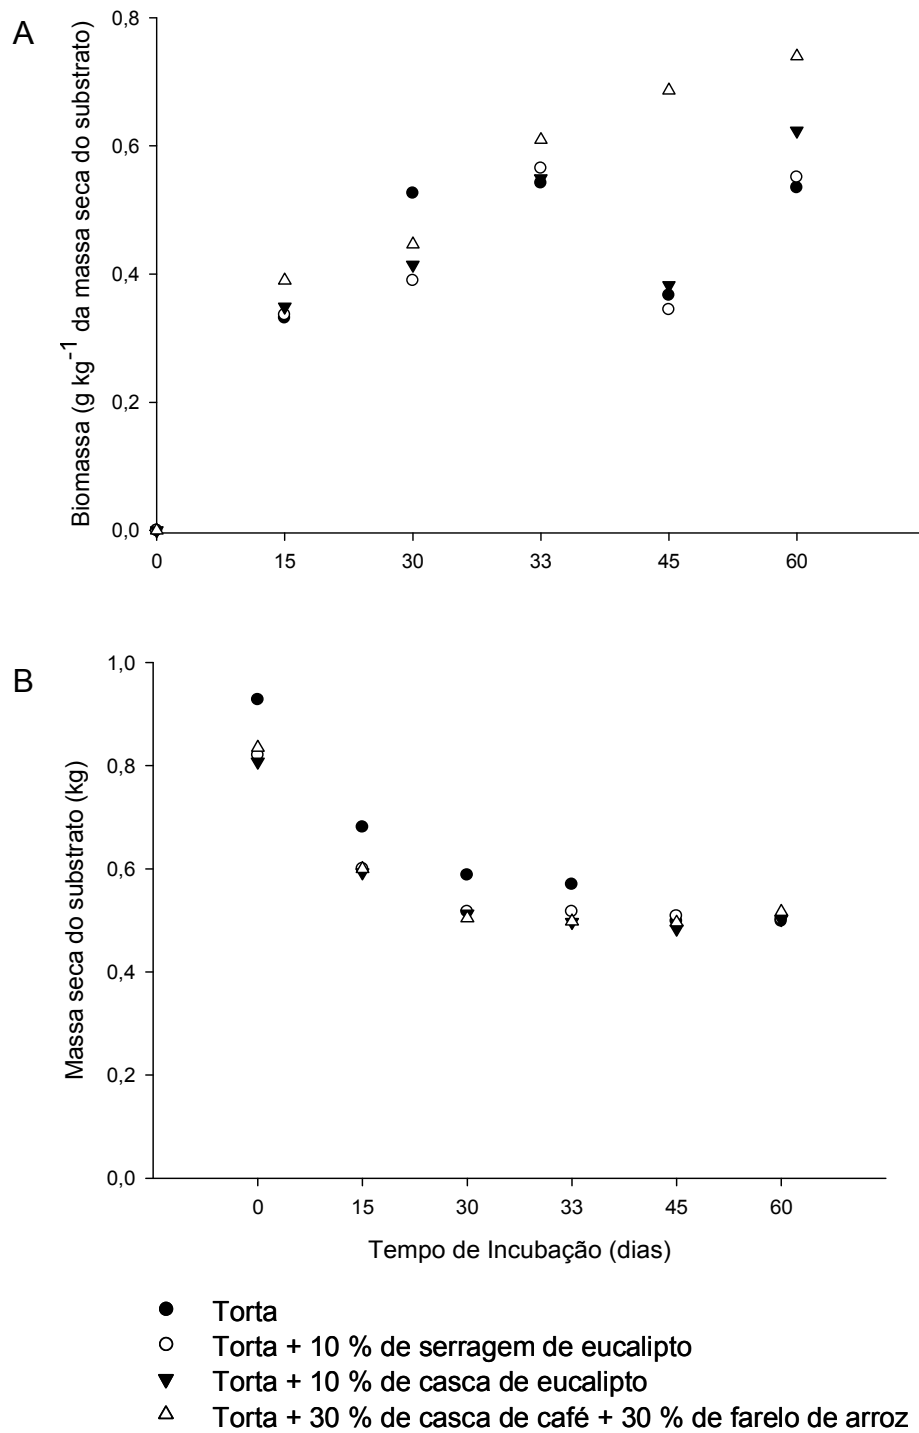 A
0,8
0,6
0,4
0,2
0,0
Biomassa (g kg-1 da massa seca do substrato)
0 15 30 33 45 60
B
1,0
0,8
0,6
0,4
0,2
0,0
Massa seca do substrato (kg)
0 15 30 33 45 60
Tempo de Incubação (dias)
Torta
Torta + 10 % de serragem de eucalipto
Torta + 10 % de casca de eucalipto
Torta + 30 % de casca de café + 30 % de farelo de arroz